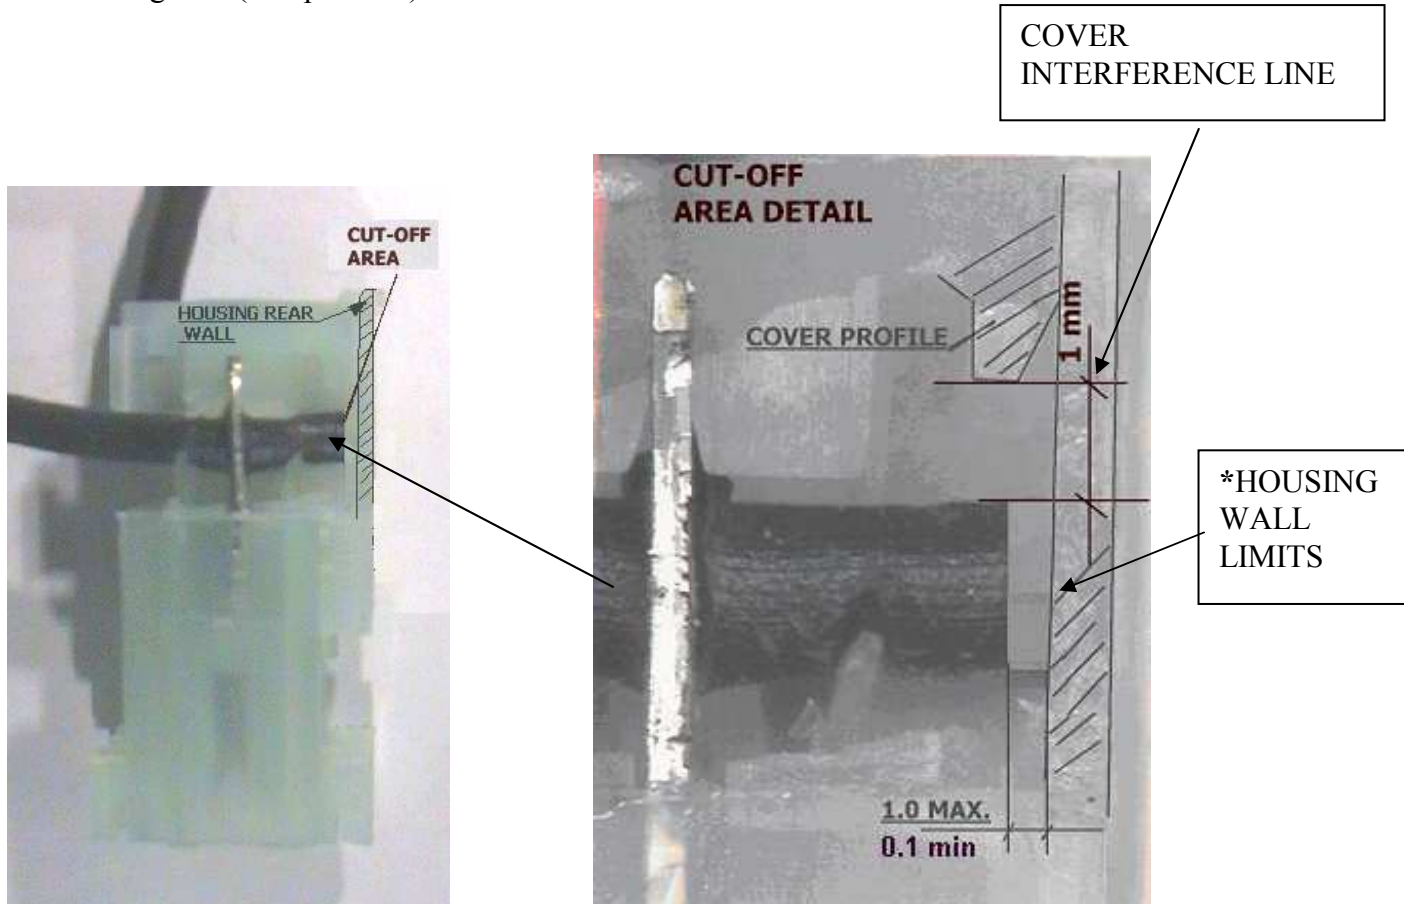 COVER
INTERFERENCE LINE
CUT-OFF
AREA DETAIL
CUT-OFF
AREA
HOUSING REAR
WALL
COVER PROFILE
1 mm
*HOUSING
WALL
LIMITS
1.0 MAX.
0.1 min